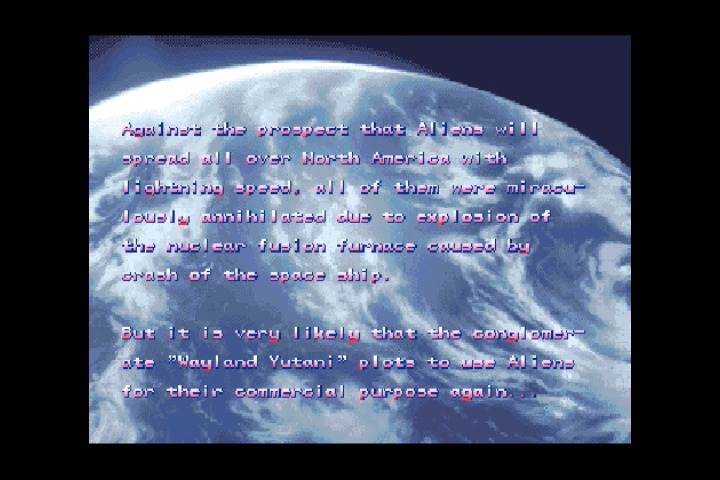 Against the prospect that Aliens will
spread all over North America with
lightning speed, all of them were miracu-
lously annihilated due to explosion of
the nuclear fusion furnace caused by
crash of the space ship.
But it is very likely that the conglomer-
ate "Wayland Yutani" plots to use Aliens
for their commercial purpose again...